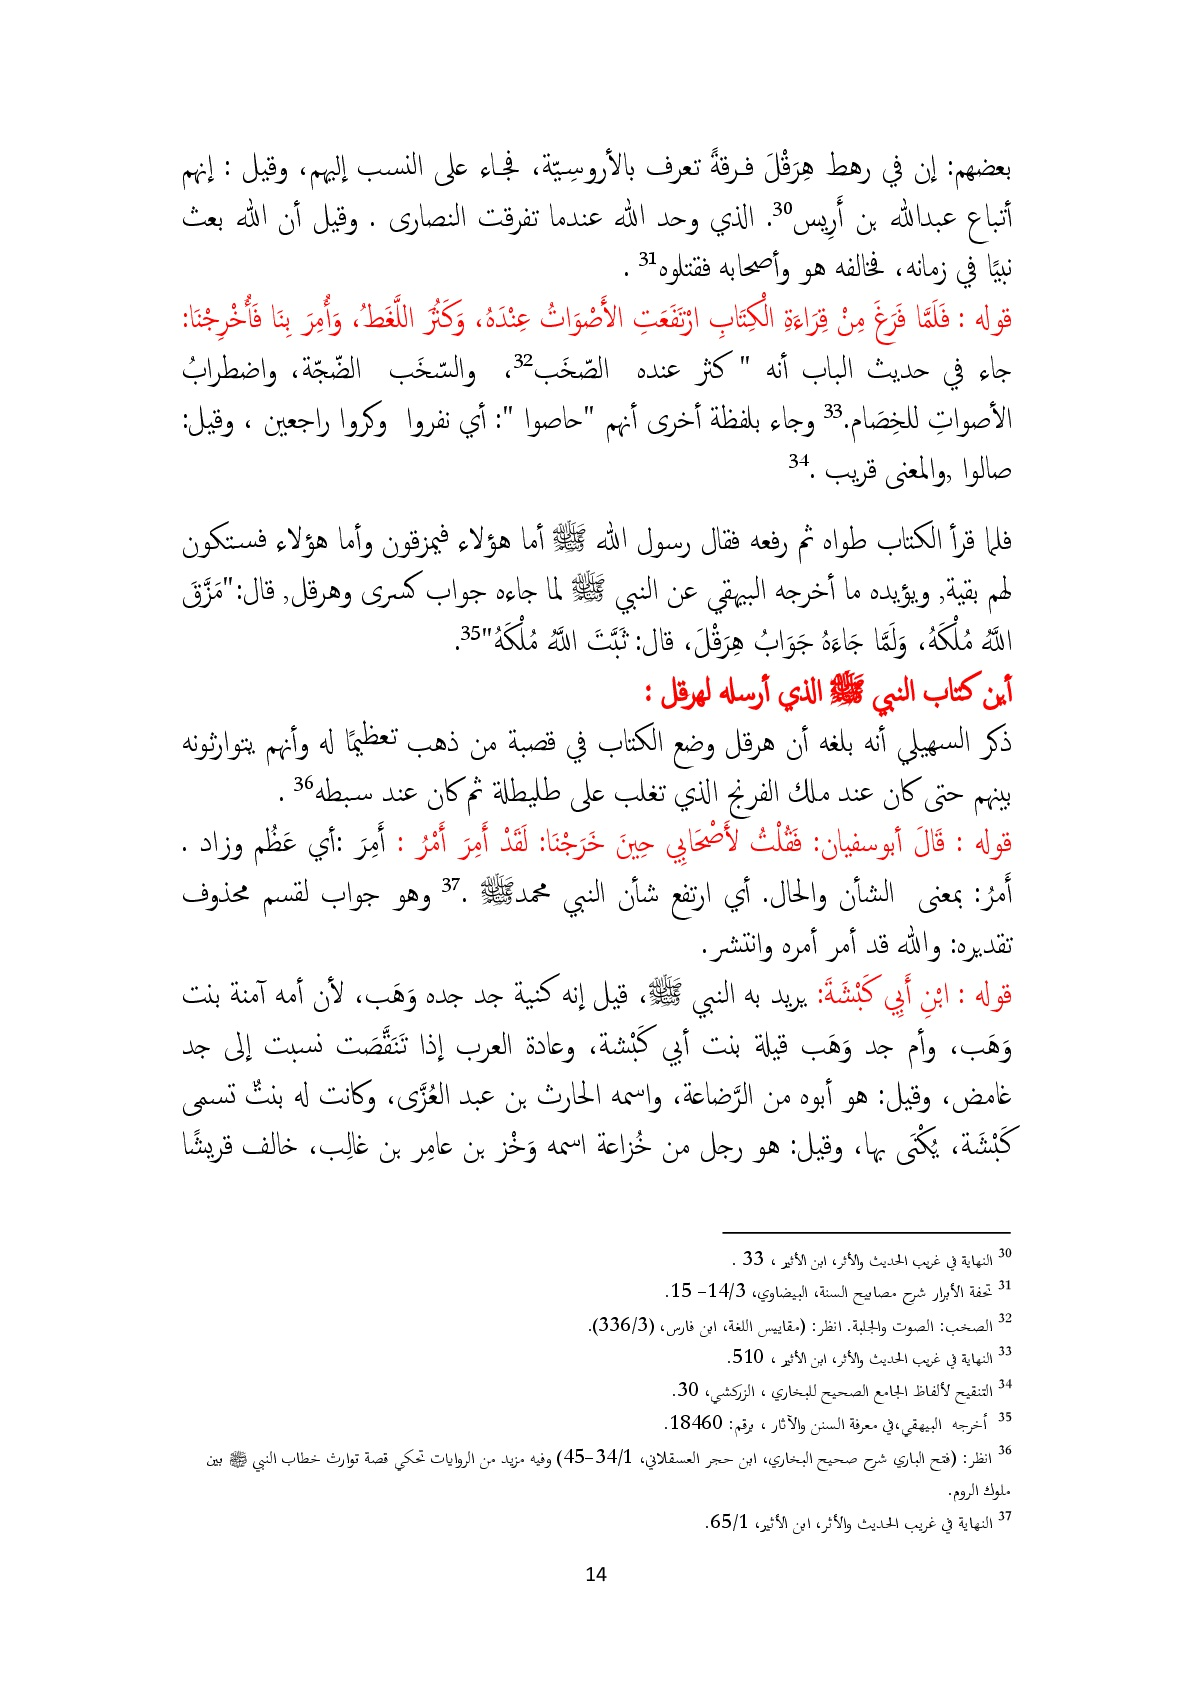 بعضهم: إن في رهط هِرَقْلَ فرقةً تعرف بالأروسِيّة، فجاء على النسب إليهم، وقيل : إنهم
أتباع عبدالله بن أَرِيس30. الذي وحد الله عندما تفرقت النصارى . وقيل أن الله بعث
نبيًا في زمانه، فخالفه هو وأصحابه فقتلوه31 .
قوله : فَلَمَّا فَرَغَ مِنْ قِرَاءَةِ الْكِتَابِ ارْتَفَعَتِ الأَصْوَاتُ عِنْدَهُ، وَكَثُرَ اللَّغَطُ، وَأُمِرَ بِنَا فَأُخْرِجْنَا:
جاء في حديث الباب أنه " كثر عنده الصّخَب32، والسّخَب الضّجّة، واضطرابُ
الأصواتِ للخِصَام.33 وجاء بلفظة أخرى أنهم "حاصوا ": أي نفروا وكروا راجعين ، وقيل:
صالوا ,والمعنى قريب .34
فلما قرأ الكتاب طواه ثم رفعه فقال رسول الله ﷺ أما هؤلاء فيمزقون وأما هؤلاء فستكون
لهم بقية, ويؤيده ما أخرجه البيهقي عن النبي ﷺ لما جاءه جواب كسرى وهرقل, قال:"مَزَّقَ
اللَّهُ مُلْكَهُ، وَلَمَّا جَاءَهُ جَوَابُ هِرَقْلَ، قال: ثَبَّتَ اللَّهُ مُلْكَهُ"35.
أين كتاب النبي ﷺ الذي أرسله لهرقل :
ذكر السهيلي أنه بلغه أن هرقل وضع الكتاب في قصبة من ذهب تعظيمًا له وأنهم يتوارثونه
بينهم حتى كان عند ملك الفرنج الذي تغلب على طليطلة ثم كان عند سبطه36 .
قوله : قَالَ أبوسفيان: فَقُلْتُ لأَصْحَابِي حِينَ خَرَجْنَا: لَقَدْ أَمِرَ أَمْرُ : أَمِرَ :أي عَظُم وزاد .
أَمرُ: بمعنى الشأن والحال. أي ارتفع شأن النبي محمدﷺ .37 وهو جواب لقسم محذوف
تقديره: والله قد أمر أمره وانتشر.
قوله : ابْنِ أَبِي كَبْشَةَ: يريد به النبي ﷺ، قيل إنه كنية جد جده وَهَب، لأن أمه آمنة بنت
وَهَب، وأم جد وَهَب قيلة بنت أبي كَبْشة، وعادة العرب إذا تَنَقَّصَت نسبت إلى جد
غامض، وقيل: هو أبوه من الرَّضاعة، واسمه الحارث بن عبد العُزَّى، وكانت له بنتٌ تسمى
كَبْشَة، يُكْنَى بها، وقيل: هو رجل من خُزاعة اسمه وَخْز بن عامِر بن غالِب، خالف قريشًا
30 النهاية في غريب الحديث والأثر، ابن الأثير ، 33 .
31 تحفة الأبرار شرح مصابيح السنة، البيضاوي، 14/3– 15.
32 الصخب: الصوت والجلبة. انظر: (مقاييس اللغة، ابن فارس، (336/3).
33 النهاية في غريب الحديث والأثر، ابن الأثير ، 510.
34 التنقيح لألفاظ الجامع الصحيح للبخاري ، الزركشي، 30.
35 أخرجه البيهقي،في معرفة السنن والآثار ، برقم: 18460.
36 انظر: (فتح الباري شرح صحيح البخاري، ابن حجر العسقلاني، 34/1–45) وفيه مزيد من الروايات تحكي قصة توارث خطاب النبي ﷺ بين
ملوك الروم.
37 النهاية في غريب الحديث والأثر، ابن الأثير، 65/1.
14